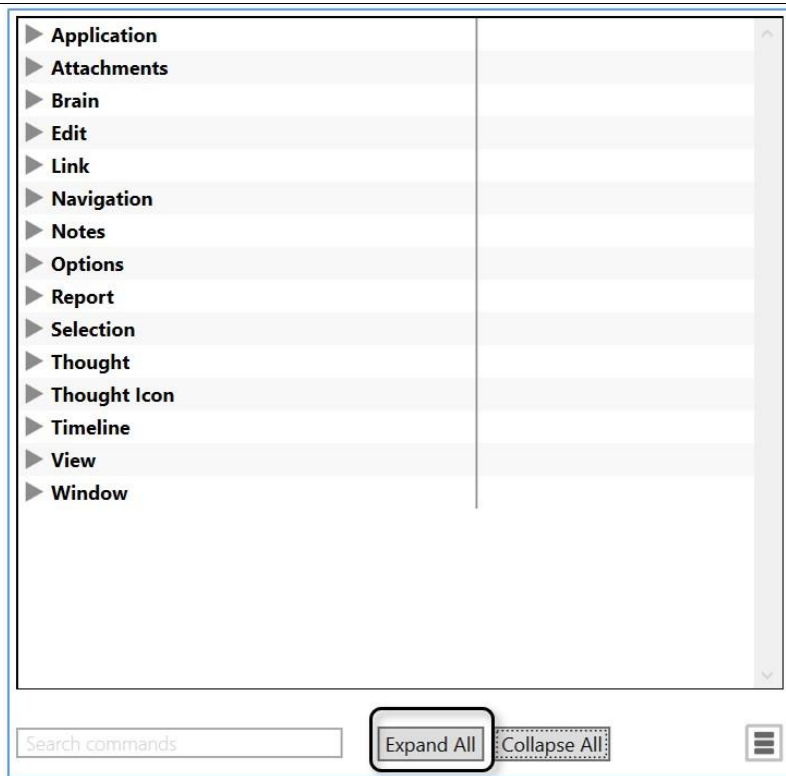 Application
Attachments
Brain
Edit
Link
Navigation
Notes
Options
Report
Selection
Thought
Thought Icon
Timeline
View
Window
Search commands Expand All Collapse All